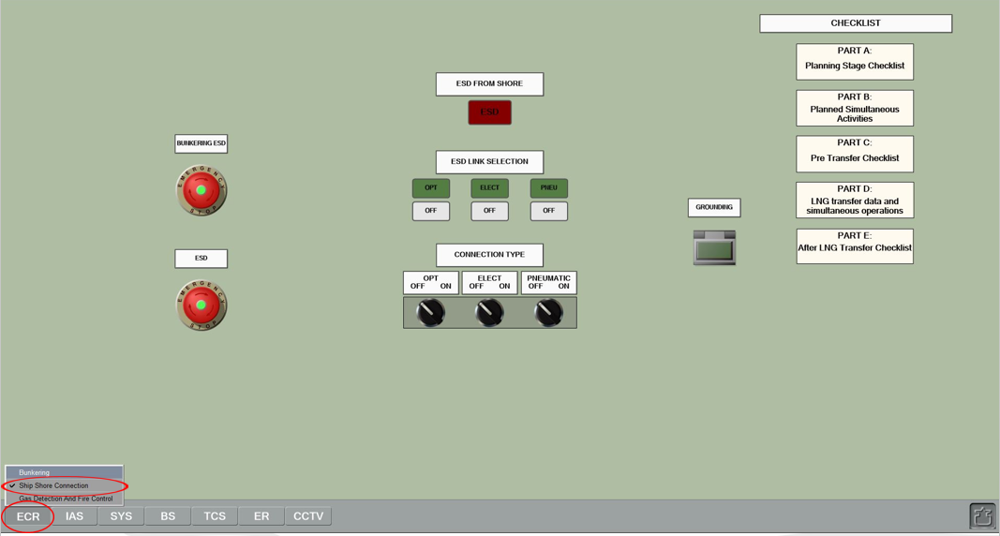 CHECKLIST
PART A:
Planning Stage Checklist
ESD FROM SHORE
ESD
PART B:
Planned Simultaneous
Activities
BUNKERING ESD
EMERGENCY
STOP
PART C:
Pre Transfer Checklist
ESD LINK SELECTION
OPT ELECT PNEU
OFF OFF OFF
PART D:
LNG transfer data and
simultaneous operations
GROUNDING
PART E:
After LNG Transfer Checklist
ESD
EMERGENCY
STOP
CONNECTION TYPE
OPT ELECT PNEUMATIC
OFF ON OFF ON OFF ON
Bunkering
Ship Shore Connection
Gas Detection And Fire Control
ECR IAS SYS BS TCS ER CCTV